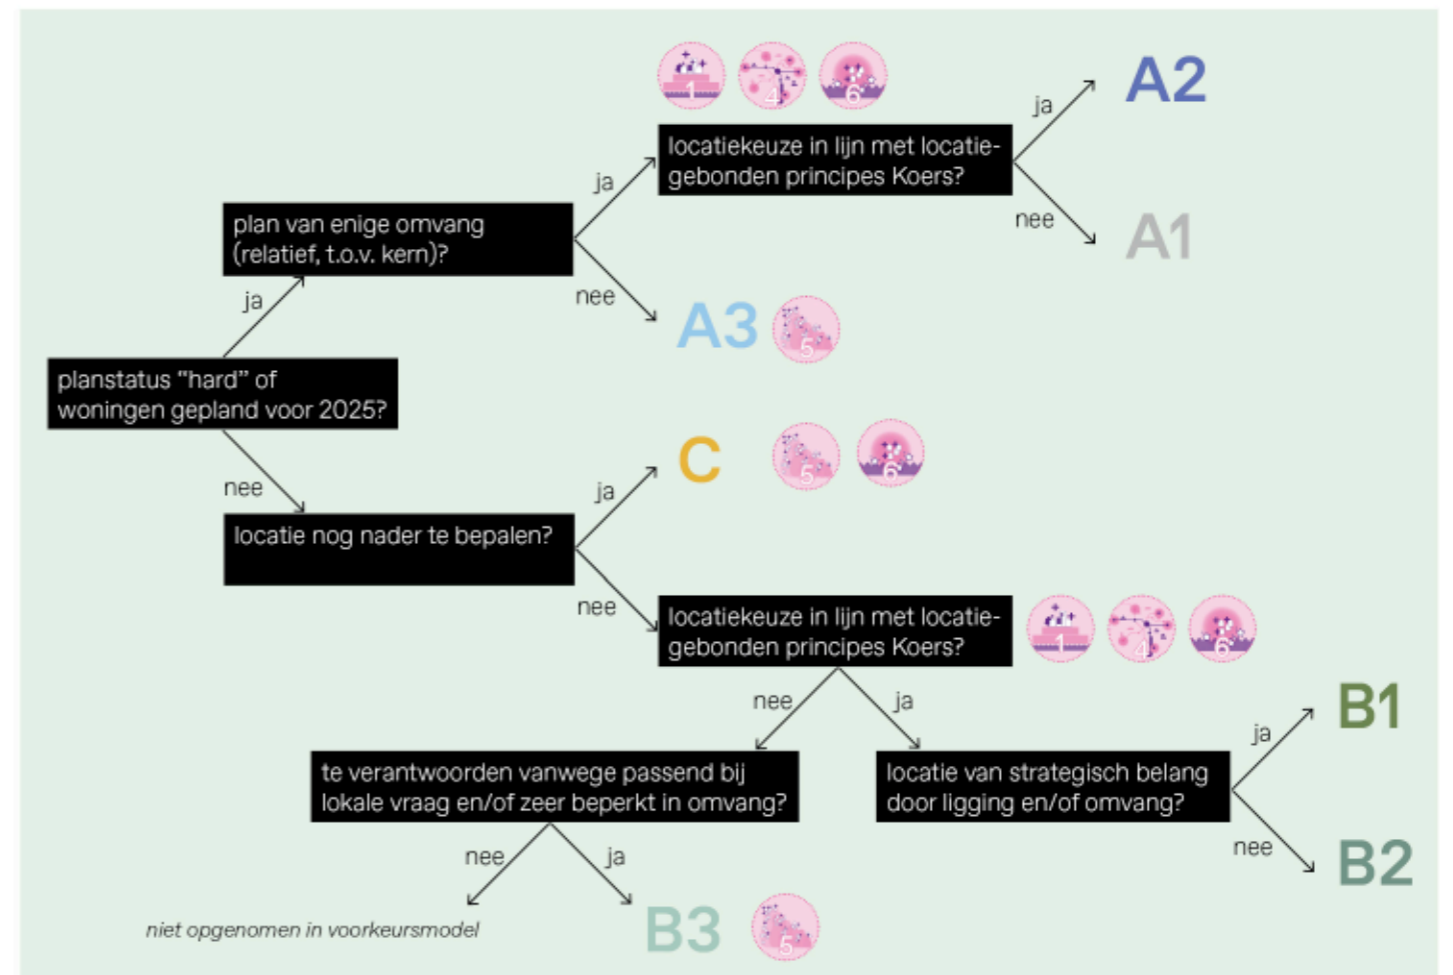 1 4 6
A2
ja
locatiekeuze in lijn met locatie-
gebonden principes Koers?
ja
nee
A1
plan van enige omvang
(relatief, t.o.v. kern)?
ja
nee
A3 5
planstatus “hard” of
woningen gepland voor 2025?
nee
C 5 6
ja
locatie nog nader te bepalen?
nee
locatiekeuze in lijn met locatie-
gebonden principes Koers?
1 4 6
nee
ja
B1
ja
te verantwoorden vanwege passend bij
lokale vraag en/of zeer beperkt in omvang?
locatie van strategisch belang
door ligging en/of omvang?
nee
B2
nee
ja
niet opgenomen in voorkeursmodel
B3 5